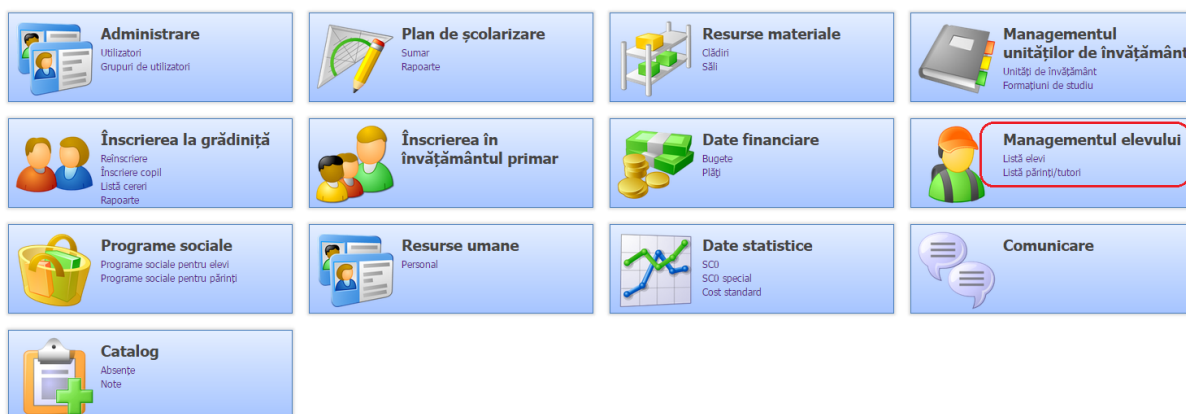 Administrare
Utilizatori
Grupuri de utilizatori
Plan de școlarizare
Sumar
Rapoarte
Resurse materiale
Clădiri
Săli
Managementul
unităților de învățământ
Unități de învățământ
Formațiuni de studiu
Înscrierea la grădiniță
Reînscriere
Înscriere copil
Listă cereri
Rapoarte
Înscrierea în
învățământul primar
Date financiare
Bugete
Plăți
Managementul elevului
Listă elevi
Listă părinți/tutori
Programe sociale
Programe sociale pentru elevi
Programe sociale pentru părinți
Resurse umane
Personal
Date statistice
SC0
SC0 special
Cost standard
Comunicare
Catalog
Absențe
Note